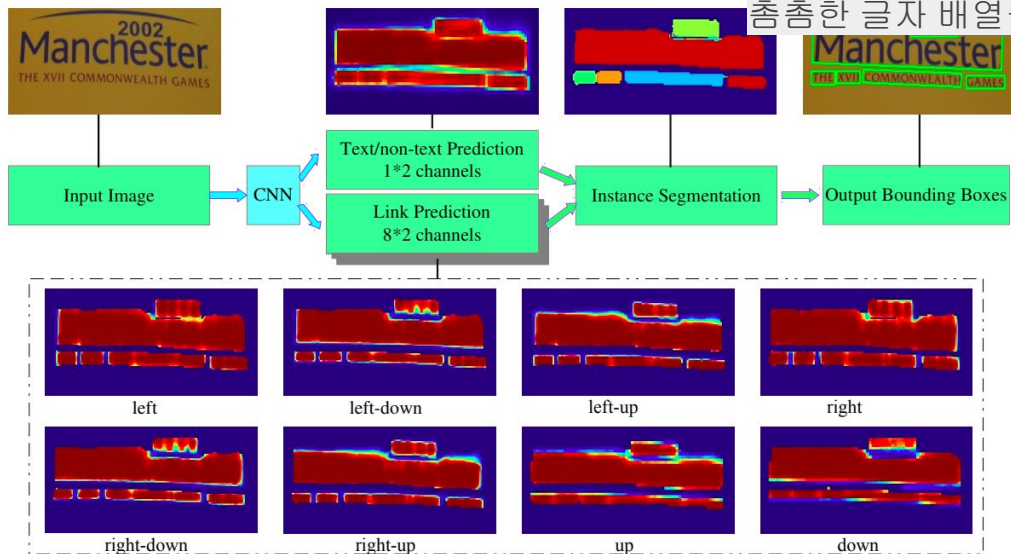 촘촘한 글자 배열
2002
Manchester
THE XVII COMMONWEALTH GAMES
Manchester
THE XVII COMMONWEALTH GAMES
Input Image
CNN
Text/non-text Prediction
1*2 channels
Link Prediction
8*2 channels
Instance Segmentation
Output Bounding Boxes
left
left-down
left-up
right
right-down
right-up
up
down